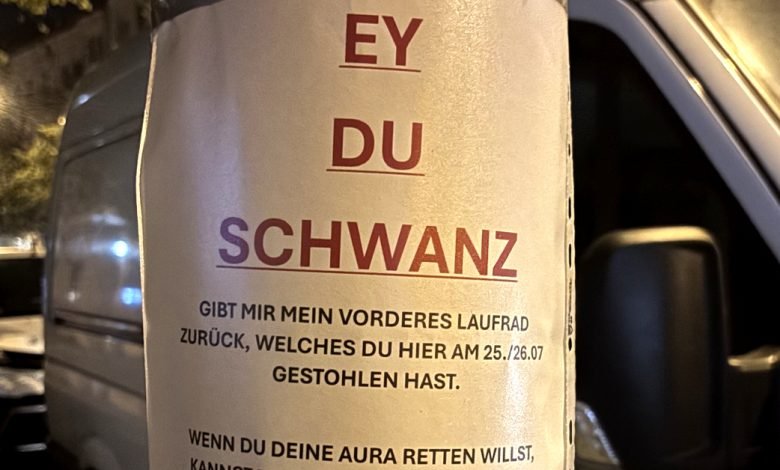 EY
DU
SCHWANZ
GIBT MIR MEIN VORDERES LAUFRAD
ZURÜCK, WELCHES DU HIER AM 25./26.07
GESTOHLEN HAST.
WENN DU DEINE AURA RETTEN WILLST,